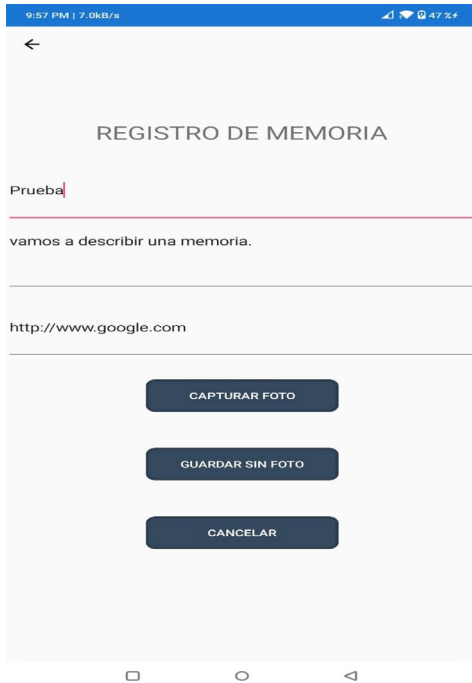 9:57 PM | 7.0kB/s 47 %
REGISTRO DE MEMORIA
Prueba
vamos a describir una memoria.
http://www.google.com
CAPTURAR FOTO
GUARDAR SIN FOTO
CANCELAR